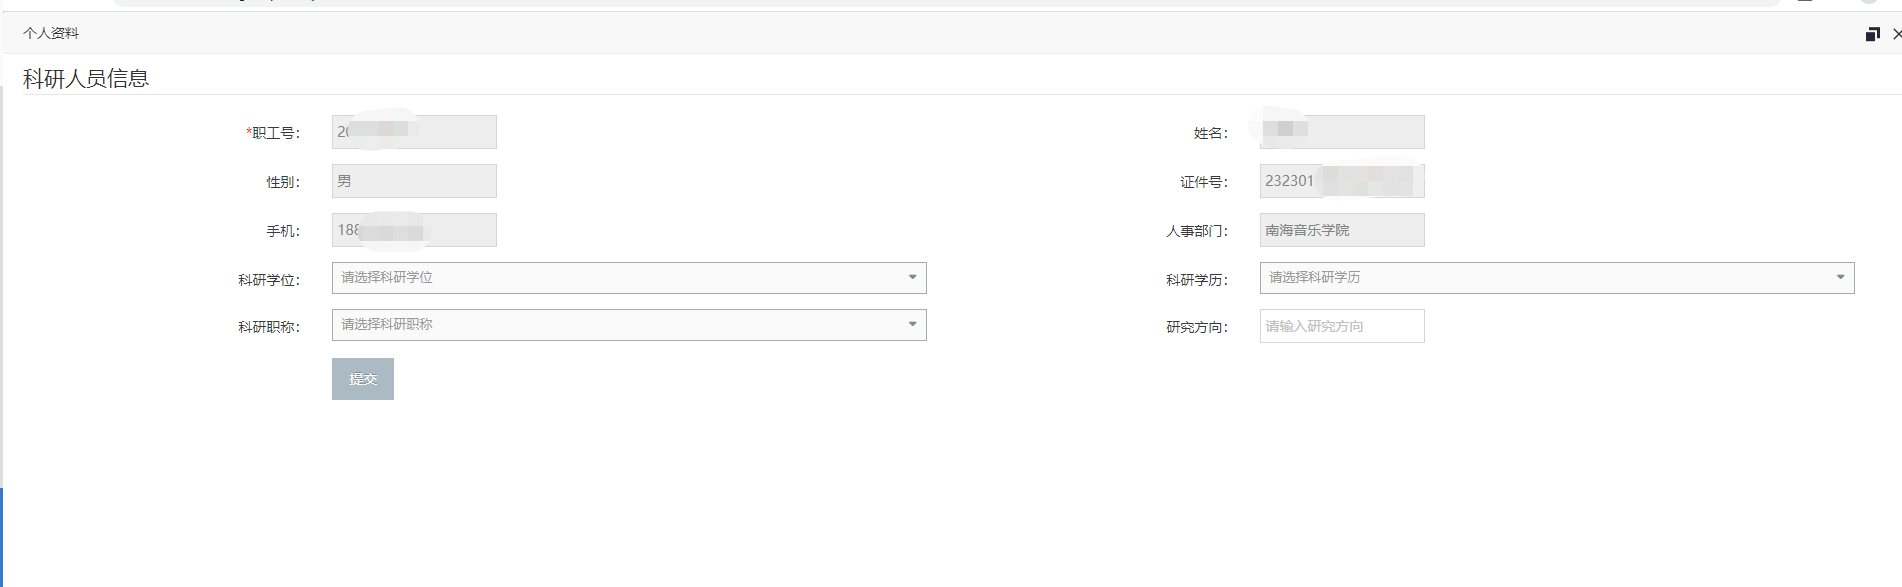 个人资料
科研人员信息
*职工号: 20
姓名:
性别: 男
证件号: 232301
手机: 188
人事部门: 南海音乐学院
科研学位: 请选择科研学位
科研学历: 请选择科研学历
科研职称: 请选择科研职称
研究方向: 请输入研究方向
提交